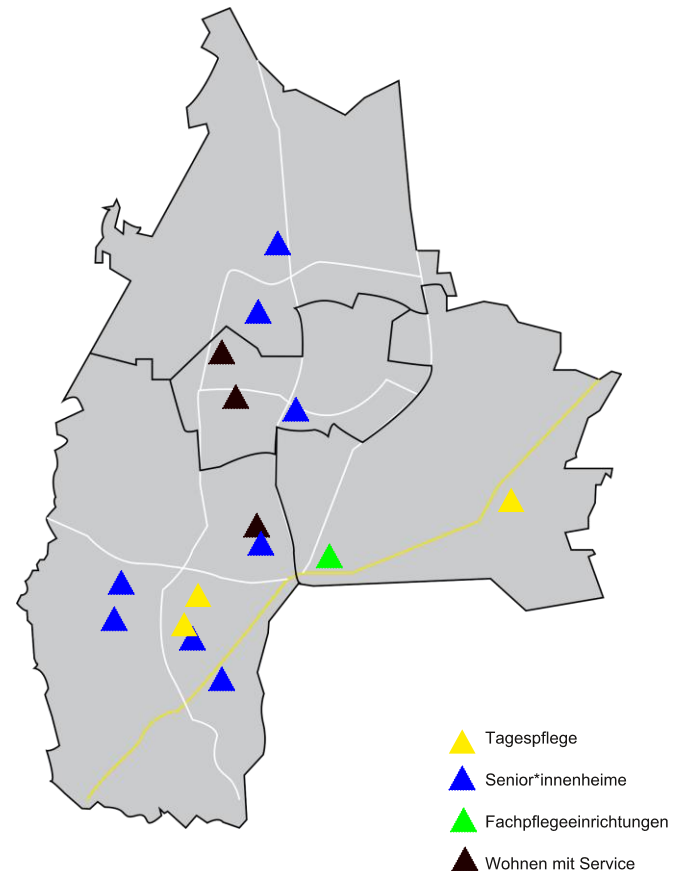 Tagespflege
Senior*innenheime
Fachpflegeeinrichtungen
Wohnen mit Service